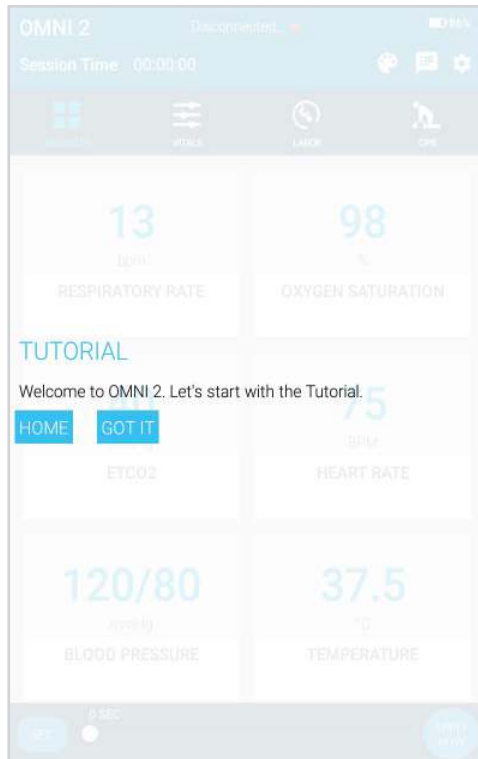 OMNI 2
Disconnected...
86%
Session Time 00:00:00
VITALS
LABOR
CPR
13
bpm
RESPIRATORY RATE
98
%
OXYGEN SATURATION
TUTORIAL
Welcome to OMNI 2. Let's start with the Tutorial.
HOME GOT IT
ETCO2
75
BPM
HEART RATE
120/80
mmHg
BLOOD PRESSURE
37.5
°C
TEMPERATURE
SEC
0 SEC